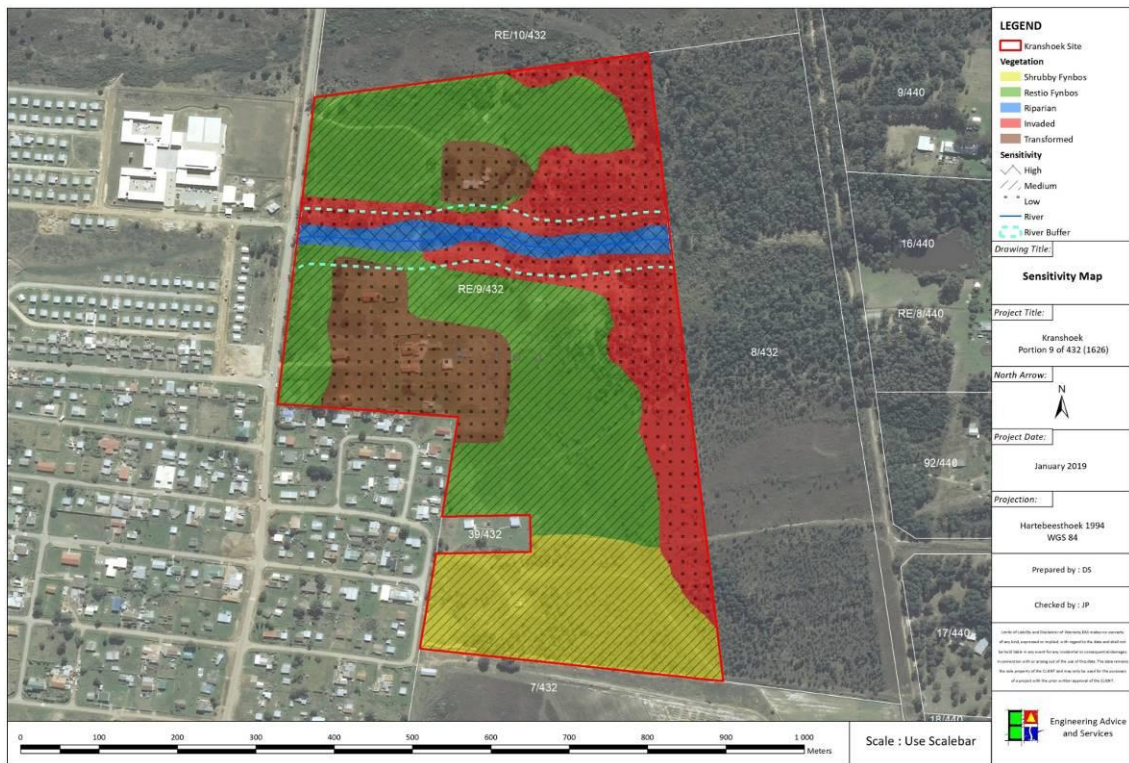 RE/10/432
9/440
16/440
RE/9/432
RE/8/440
8/432
92/440
39/432
17/440
7/432
18/440
LEGEND
Kranshoek Site
Vegetation
Shrubby Fynbos
Restio Fynbos
Riparian
Invaded
Transformed
Sensitivity
High
Medium
Low
River
River Buffer
Drawing Title:
Sensitivity Map
Project Title:
Kranshoek
Portion 9 of 432 (1626)
North Arrow:
N
Project Date:
January 2019
Projection:
Hartebeesthoek 1994
WGS 84
Prepared by : DS
Checked by : JP
Engineering Advice
and Services
0 100 200 300 400 500 600 700 800 900 1 000
Meters
Scale : Use Scalebar